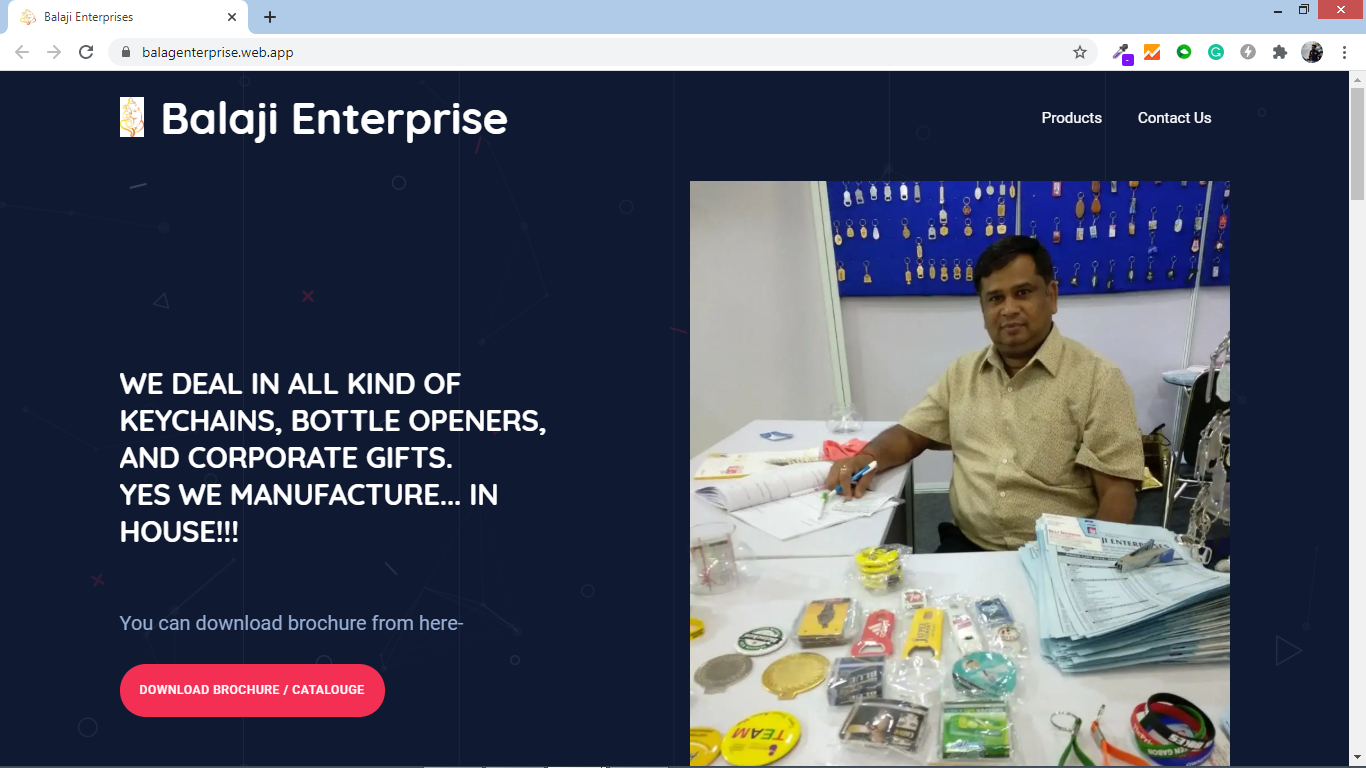 Balaji Enterprises
balagenterprise.web.app
Balaji Enterprise
Products
Contact Us
WE DEAL IN ALL KIND OF
KEYCHAINS, BOTTLE OPENERS,
AND CORPORATE GIFTS.
YES WE MANUFACTURE... IN
HOUSE!!!
You can download brochure from here-
DOWNLOAD BROCHURE / CATALOUGE
JI ENTERPRISES
TEAM